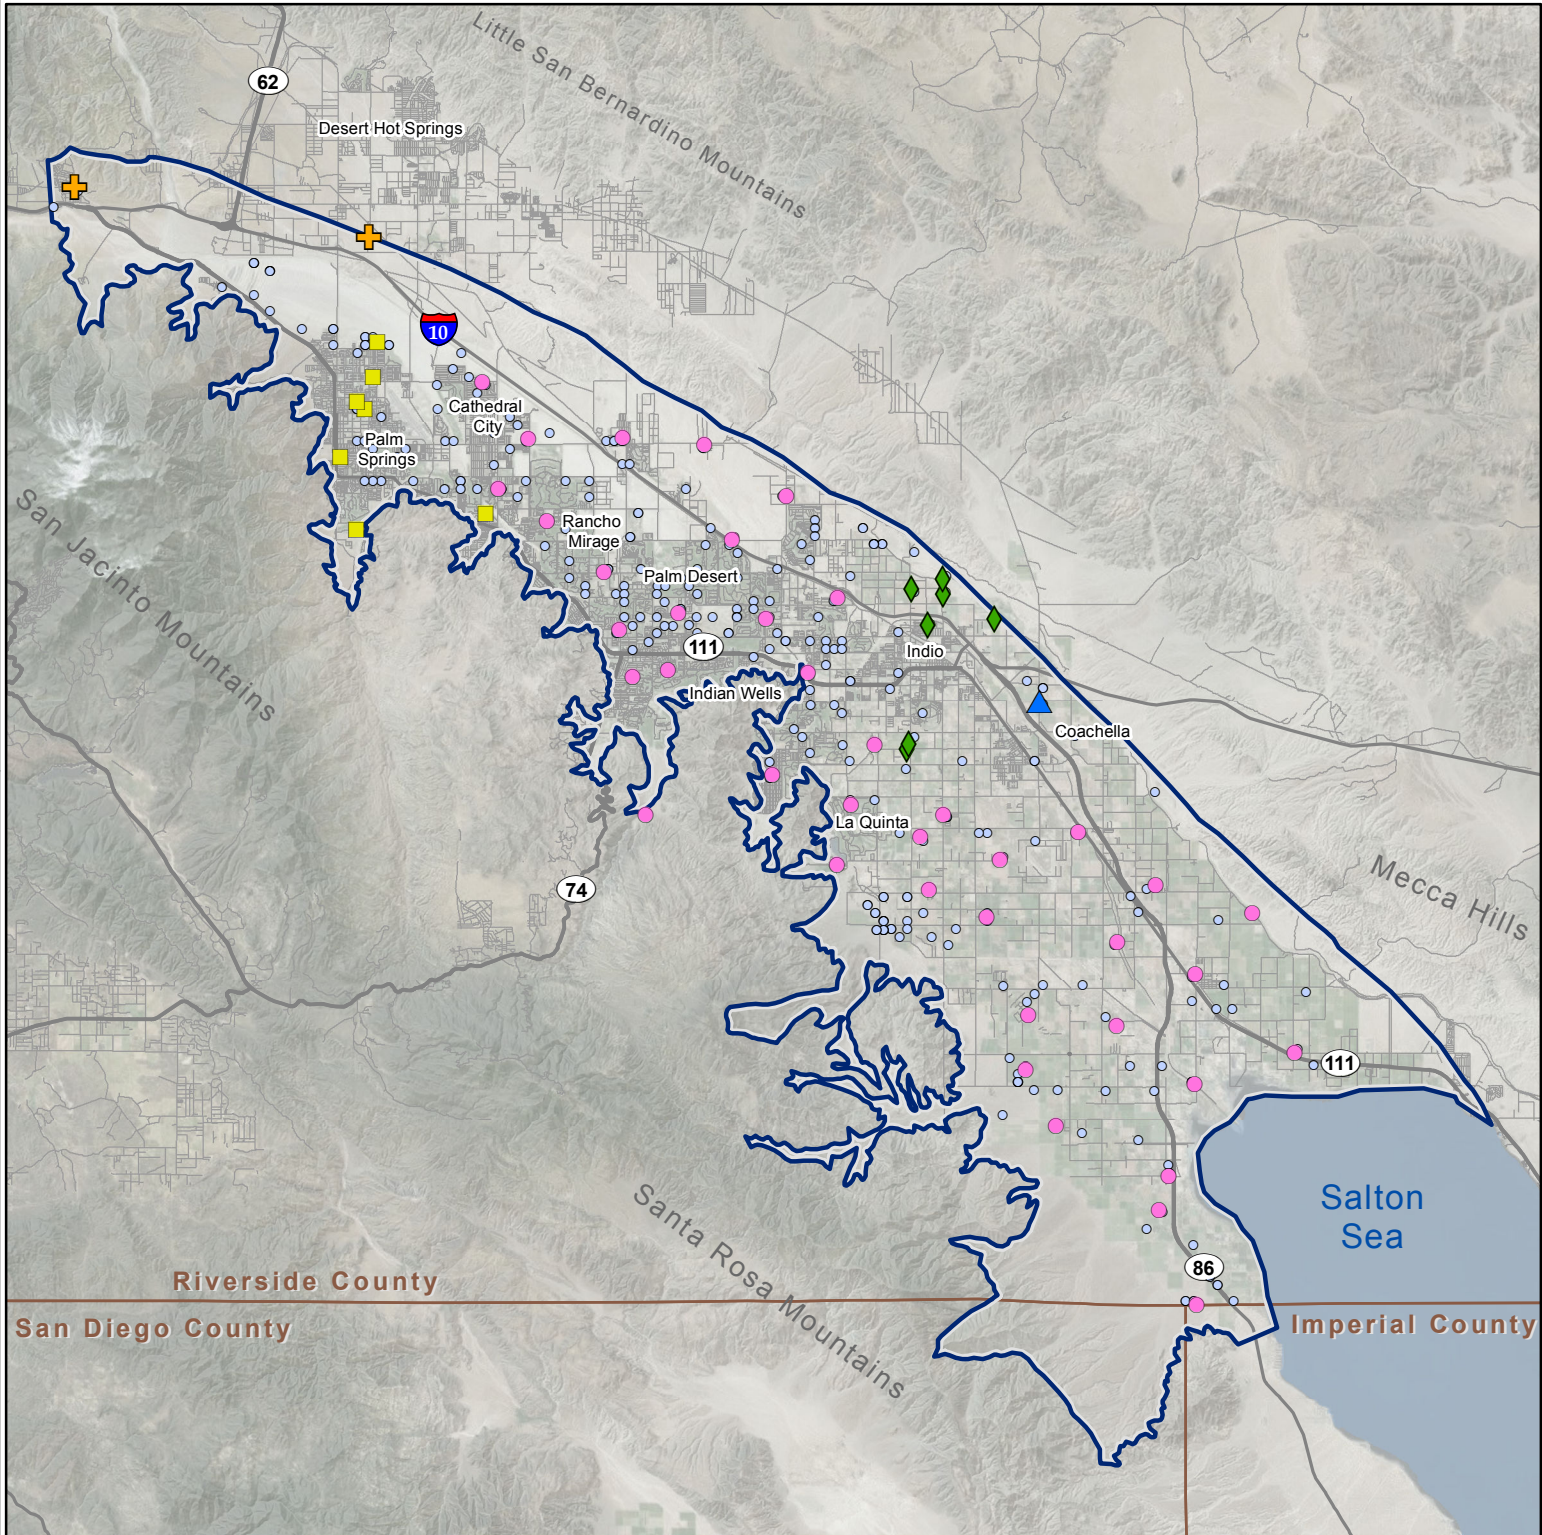 Little San Bernardino Mountains
62
Desert Hot Springs
10
Cathedral
City
Palm
Springs
San Jacinto Mountains
Rancho
Mirage
Palm Desert
111
Indio
Indian Wells
Coachella
La Quinta
74
Mecca Hills
111
Salton
Sea
Santa Rosa Mountains
86
Riverside County
San Diego County
Imperial County